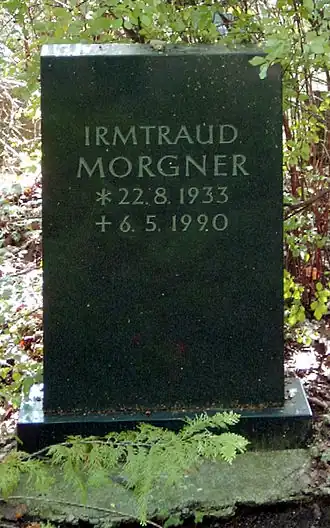 IRMTRAUD
MORGNER
* 22. 8. 1933
+ 6. 5. 1990